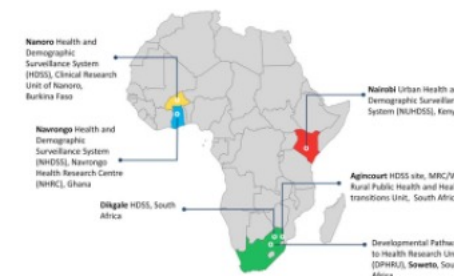 Nanoro Health and
Demographic
Surveillance System
(HDSS), Clinical Research
Unit of Nanoro,
Burkina Faso
Navrongo Health and
Demographic
Surveillance System
(NHDSS), Navrongo
Health Research Centre
(NHRC), Ghana
Dikgale HDSS, South
Africa
Nairobi Urban Health a
Demographic Surveillan
System (NIUHDSS), Keny
Agincourt HDSS site, MRC/W
Rural Public Health and Heal
transitions Unit, South Afric
Developmental Pathwa
to Health Research Un
(DPHRU), Soweto, Sou
Africa